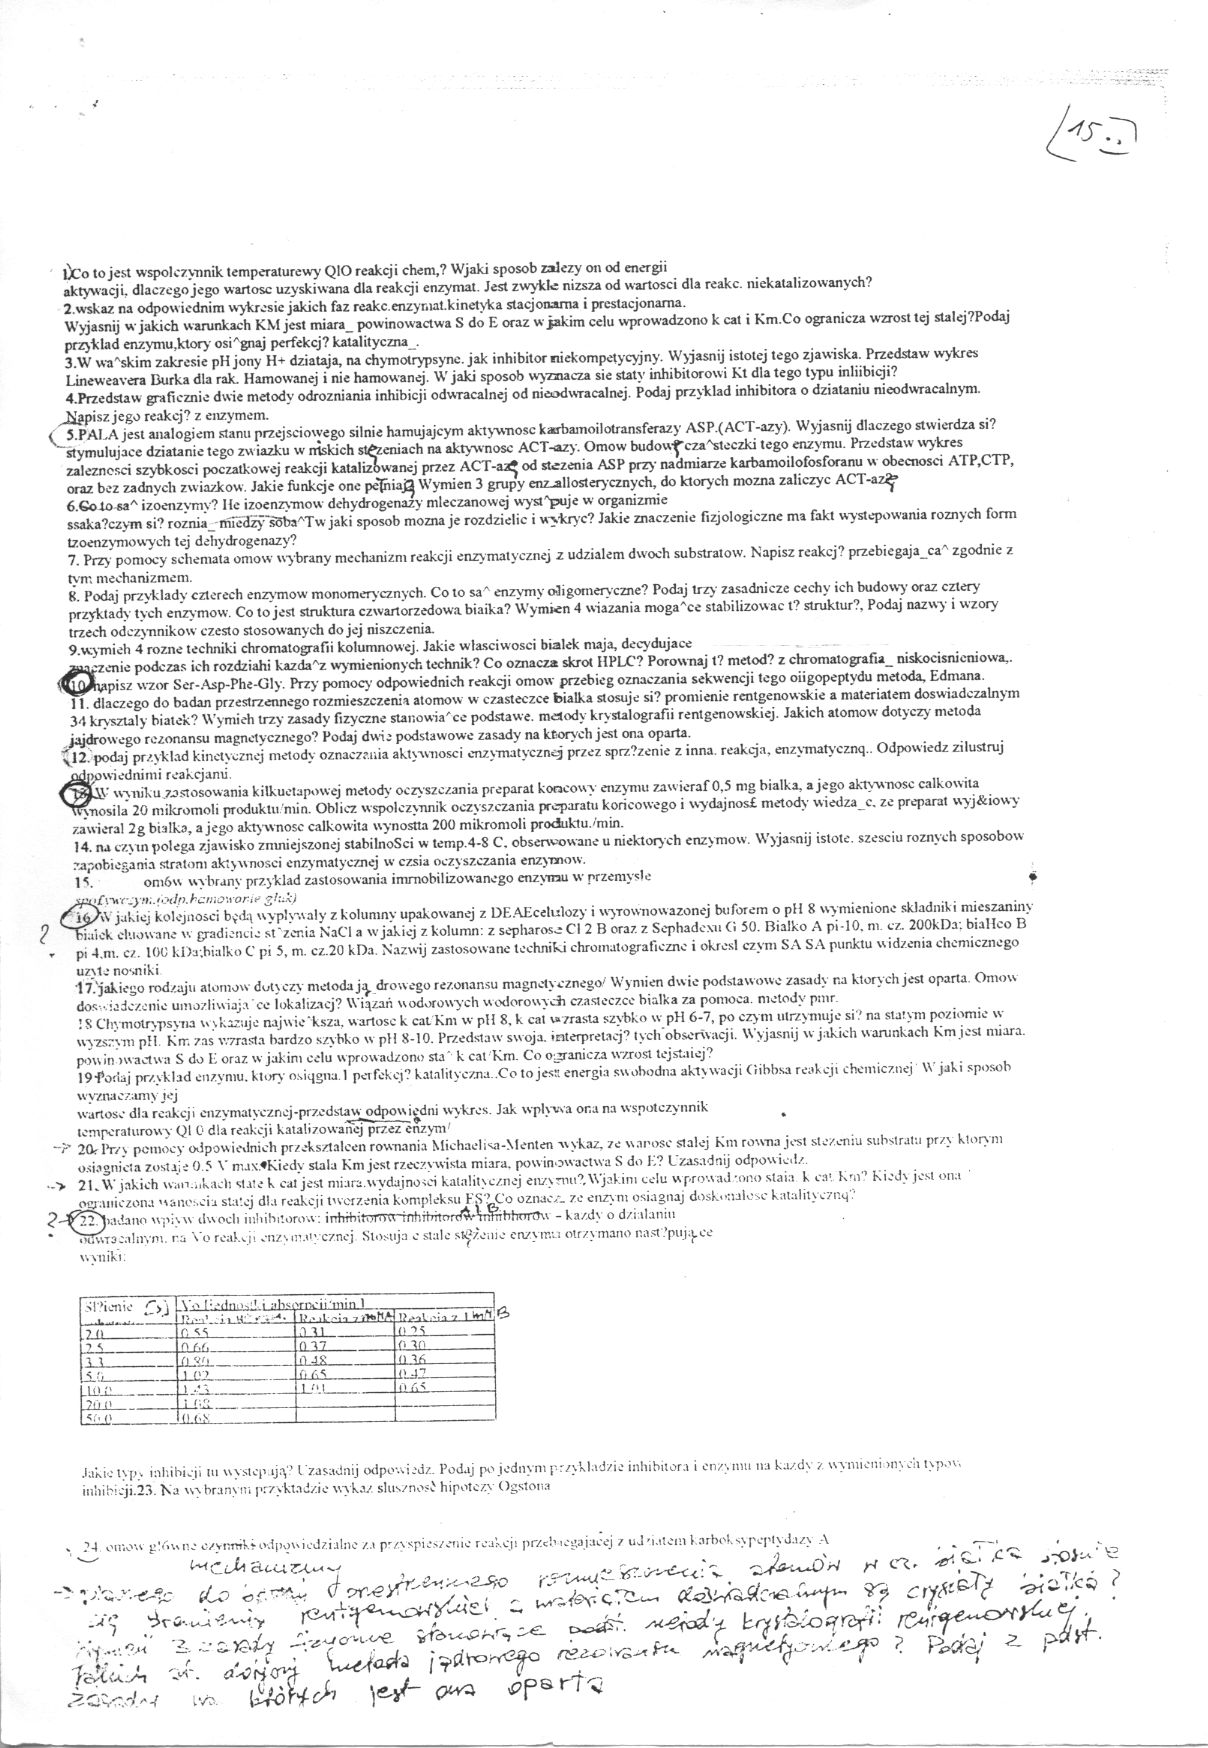 15..
1)Co to jest wspolczynnik temperaturewy QlO reakcji chem,? Wjaki sposob zalezy on od energii
aktywacji, dlaczego jego wartosc uzyskiwana dla reakcji enzymat. Jest zwykle nizsza od wartosci dla reakc. niekatalizowanych?
2.wskaz na odpowiednim wykresie jakich faz reakc.enzymat.kinetyka stacjonarna i prestacjonarna.
Wyjasnij w jakich warunkach KM jest miara_ powinowactwa S do E oraz w jakim celu wprowadzono k cat i Km.Co ogranicza wzrost tej stalej?Podaj
przyklad enzymu,ktory osi^gnaj perfekcj? katalityczna_.
3.W wa^skim zakresie pH jony H+ dziataja, na chymotrypsync. jak inhibitor niekompetycyjny. Wyjasnij istotej tego zjawiska. Przedstaw wykres
Lineweavera Burka dla rak. Hamowanej i nie hamowanej. W jaki sposob wyznacza sie staty inhibitorowi Kt dla tego typu inliibicji?
4.Przedstaw graficznie dwie metody odrozniania inhibicji odwracalnej od nieodwracalnej. Podaj przyklad inhibitora o dziataniu nieodwracalnym.
Napisz jego reakcj? z enzymem.
5.PALA jest analogiem stanu przejsciowego silnie hamujajcym aktywnosc karbamoilotransferazy ASP.(ACT-azy). Wyjasnij dlaczego stwierdza si?
stymulujace dziatanie tego zwiazku w niskich stężeniach na aktywnosc ACT-azy. Omow budowę cza^steczki tego enzymu. Przedstaw wykres
zaleznesci szybkosci poczatkowej reakcji katalizowanej przez ACT-azę od stezenia ASP przy nadmiarze karbamoilofosforanu w obecnosci ATP,CTP,
oraz bez zadnych zwiazkow. Jakie funkcje one pełniają Wymien 3 grupy enz.allosterycznych, do ktorych mozna zaliczyc ACT-azę
6.Co to sa^ izoenzymy? Ile izoenzymow dehydrogenazy mleczanowej wyst^puje w organizmie
ssaka?czym si? roznia_ miedzy soba^Tw jaki sposob mozna je rozdzielic i wykryc? Jakie znaczenie fizjologiczne ma fakt wystepowania roznych form
tzoenzymowych tej dehydrogenazy?
7. Przy pomocy schemata omow wybrany mechanizm reakcji enzymatycznej z udzialem dwoch substratow. Napisz reakcj? przebiegaja_ca^ zgodnie z
tym mechanizmem.
8. Podaj przyklady czterech enzymow monomerycznych. Co to sa^ enzymy oligomeryczne? Podaj trzy zasadnicze cechy ich budowy oraz cztery
przyktady tych enzymow. Co to jest struktura czwartorzedowa biaika? Wymien 4 wiazania moga^ce stabilizowac t? struktur?, Podaj nazwy i wzory
trzech odczynnikow czesto stosowanych do jej niszczenia.
9.wymieh 4 rozne techniki chromatografii kolumnowej. Jakie wlasciwosci bialek maja, decydujace
znaczenie podczas ich rozdziahi kazda^z wymienionych technik? Co oznacza skrot HPLC? Porownaj t? metod? z chromatografia_ niskocisnieniowa,.
10 napisz wzor Ser-Asp-Phe-Gly. Przy pomocy odpowiednich reakcji omow przebieg oznaczania sekwencji tego oiigopeptydu metoda, Edmana.
11. dlaczego do badan przestrzennego rozmieszczenia atomow w czasteczce bialka stosuje si? promienie rentgenowskie a materiatem doswiadczalnym
34 krysztaly biatek? Wymieh trzy zasady fizyczne stanowia^ce podstawe. metody krystalografii rentgenowskiej. Jakich atomow dotyczy metoda
jajdrowego rezonansu magnetycznego? Podaj dwie podstawowe zasady na ktorych jest ona oparta.
12. podaj przyklad kinetycznej metody oznaczania aktywnosci enzymatycznej przez sprz?zenie z inna. reakcja, enzymatyczną.. Odpowiedz zilustruj
odpowiednimi reakcjami.
13. W wyniku zastosowania kilkuetapowej metody oczyszczania preparat koncowy enzymu zawieraf 0,5 mg bialka, a jego aktywnosc calkowita
wynosila 20 mikromoli produktu/min. Oblicz wspolczynnik oczyszczania preparatu koricowego i wydajnos£ metody wiedza_c, ze preparat wyj&iowy
zawieral 2g bialka, a jego aktywnosc calkowita wynostta 200 mikromoli produktu./min.
14. na czym polega zjawisko zmniejszonej stabilnoSci w temp.4-8 C, obserwowane u niektorych enzymow. Wyjasnij istote. szesciu roznych sposobow
zapobiegania stratom aktywnosci enzymatycznej w czsia oczyszczania enzymow.
15. omów wybrany przyklad zastosowania immobilizowanego enzymu w przemysle
16. W jakiej kolejnosci będą wyplywały z kolumny upakowanej z DEAEcelulozy i wyrownowazonej buforem o pH 8 wymienione skladniki mieszaniny
bialek eluowane w gradiencie st^zenia NaCl a w jakiej z kolumn: z sepharose Cl 2 B oraz z Sephadexu G 50. Bialko A pi-10, m. cz. 200kDa; biaHco B
pi 4,m. cz. 100 kDa;bialko C pi 5, m. cz.20 kDa. Nazwij zastosowane techniki chromatograficzne i okresl czym SA SA punktu widzenia chemicznego
uzyte nosniki.
17.jakiego rodzaju atomow dotyczy metoda ją drowego rezonansu magnetycznego/ Wymien dwie podstawowe zasady na ktorych jest oparta. Omow
doswiadczenie umozliwiaja^ce lokalizacj? Wiązań wodorowych wodorowych czasteczce bialka za pomoca. metody pmr.
18 Chymotrypsyna wykazuje najwie^ksza, wartosc k cat/Km w pH 8, k cat wzrasta szybko w pH 6-7, po czym utrzymuje si? na statym poziomie w
wyzszym pH. Km zas wzrasta bardzo szybko w pH 8-10. Przedstaw swoja. interpretacj? tych obserwacji. Wyjasnij w jakich warunkach Km jest miara.
powinowactwa S do E oraz w jakim celu wprowadzono sta^ k cat/Km. Co ogranicza wzrost tejstaiej?
19 Podaj przyklad enzymu, ktory osiqgna.l perfekcj? katalityczna..Co to jest energia swobodna aktywacji Gibbsa reakcji chemicznej W jaki sposob
wyznaczamy jej
wartosc dla reakcji enzymatycznej-przedstaw odpowiędni wykres. Jak wplywa ona na wspotczynnik
temperaturowy Ql 0 dla reakcji katalizowanej przez enzym/
20. Przy pomocy odpowiednich przeksztalcen rownania Michaelisa-Menten wykaz, ze warosc stalej Km rowna jest stezeniu substratu przy ktorym
osiagnieta zostaje 0.5 V max.Kiedy stala Km jest rzeczywista miara, powinowactwa S do E? Uzasadnij odpowiedz.
21. W jakich warunkach stale k cat jest miara.wydajnosci katalitycznej enzymu?,Wjakim celu wprowadzono staia. k cat. Km? Kiedy jest ona
ograniczona wanoscia statej dla reakcji tworzenia kompleksu ES? Co oznacza ze enzym osiagnaj doskonalosc katalityczną?
22. badano wpiyw dwoch inhibitorow: A i B – kazdy o dzialaniu
odwracalnym. na Vo reakcji enzymatycznej. Stosuja c stale stężenie enzymu otrzymano nast?pujące
wyniki:
St?ienie [S] Vo [jednostki absorpcji/min ]
Reakcja z Reakcja z 1mM B
2.0 0.55 0.31 0.25
2.5 0.66 0.37 0.30
3.3 0.80 0.48 0.36
5.0 1.02 0.65 0.47
10.0 1.43 1.01 0.65
20.0
50.0 0.68
Jakie typy inhibicji tu wystepują? Uzasadnij odpowiedz. Podaj po jednym przykladzie inhibitora i enzymu na kazdy z wymienionych typow
inhibicji.23. Na wybranym przyktadzie wykaz słusznosć hipotezy Ogstona
24. omow główne czynniki odpowiedzialne za przyspieszenie reakcji przebiegajacej z udziatem karboksypeptydazy A
mechanizmy
dlaczego do przestrzennego rozmieszczenia atomów w cz. białka stosuje
się promienie rentgenowskie a materiałem doświadczalnym są kryształy białka?
Wymień 3 zasady fizyczne stanowiące podst. metody krystalografii rentgenowskiej.
Jakich at. dotyczy metoda jądrowego rezonansu magnetycznego? Podaj 2 podst.
zasady na których jest ona oparta